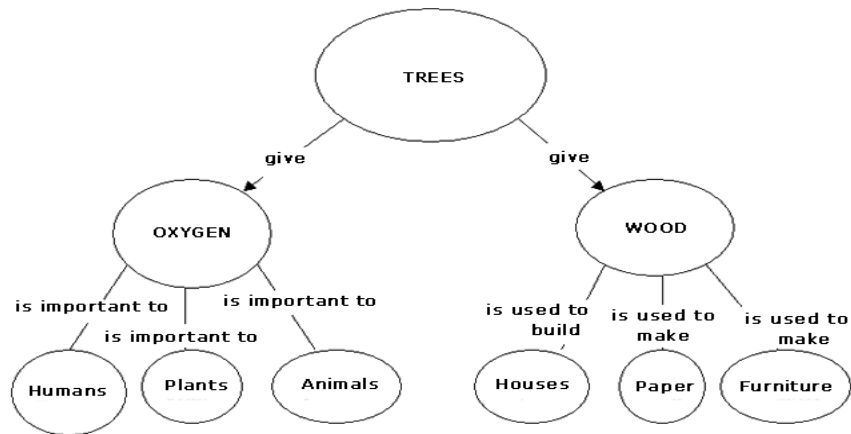 TREES
give
give
OXYGEN
WOOD
is important to
is important to
is important to
is used to
build
is used to
make
is used to
make
Humans
Plants
Animals
Houses
Paper
Furniture